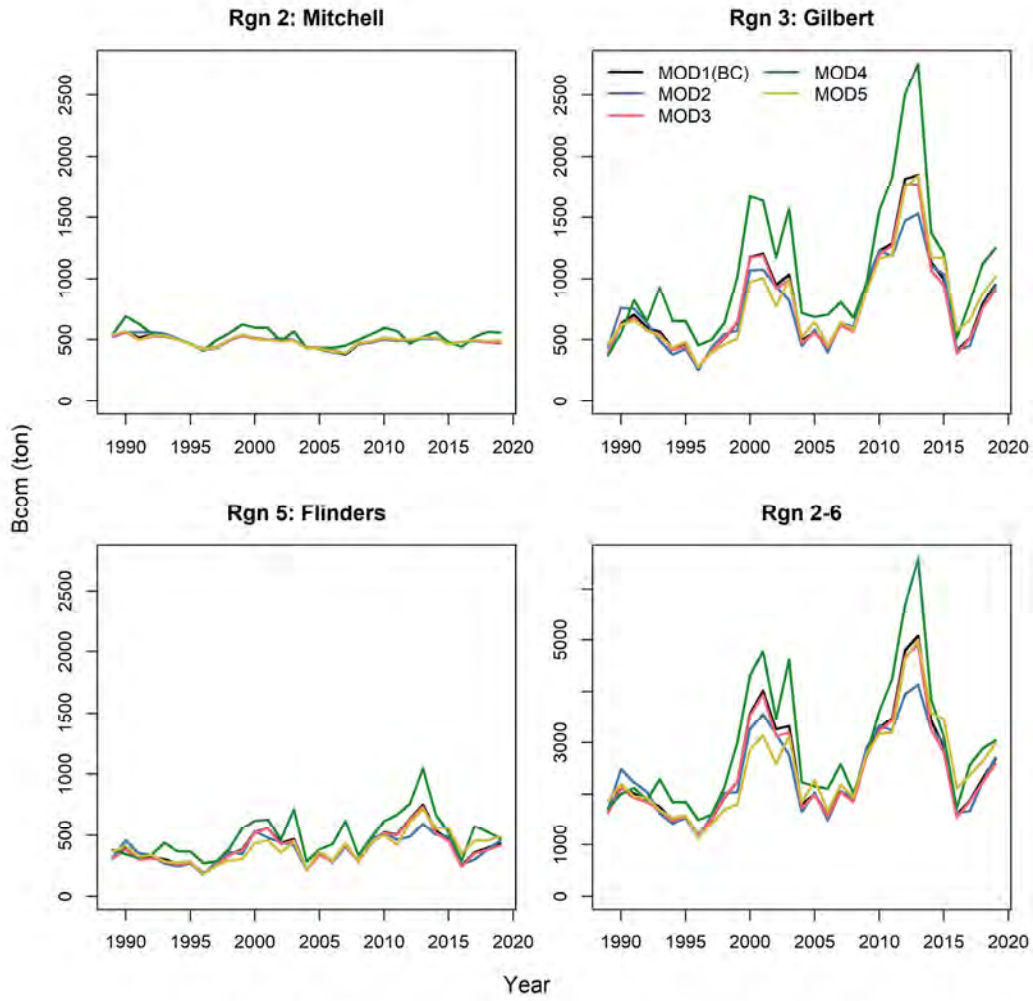 Rgn 2: Mitchell
Rgn 3: Gilbert
MOD1(BC) MOD4
MOD2 MOD5
MOD3
0 500 1000 1500 2000 2500
0 500 1000 1500 2000 2500
1990 1995 2000 2005 2010 2015 2020
1990 1995 2000 2005 2010 2015 2020
Bcom (ton)
Rgn 5: Flinders
Rgn 2-6
0 500 1000 1500 2000 2500
0 1000 3000 5000
1990 1995 2000 2005 2010 2015 2020
1990 1995 2000 2005 2010 2015 2020
Year